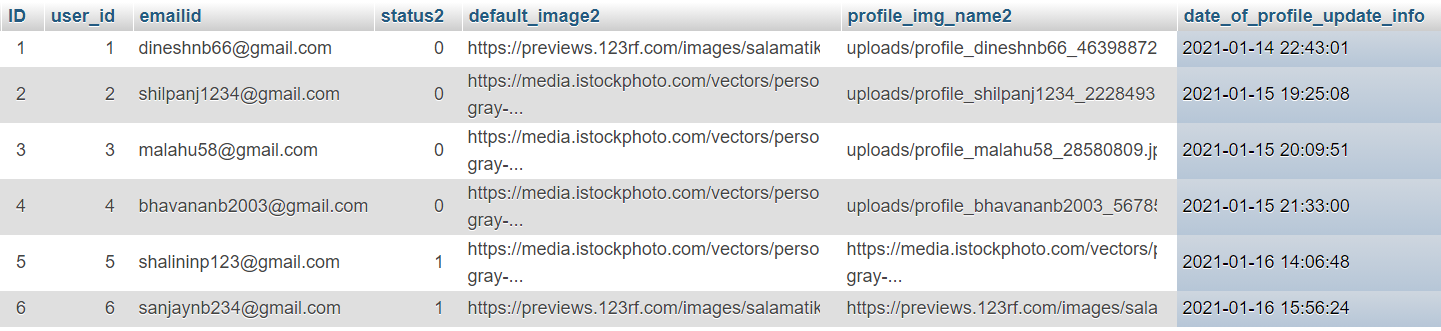 ID user_id emailid status2 default_image2 profile_img_name2 date_of_profile_update_info
1 1 dineshnb66@gmail.com 0 https://previews.123rf.com/images/salamatik uploads/profile_dineshnb66_46398872 2021-01-14 22:43:01
2 2 shilpanj1234@gmail.com 0 https://media.istockphoto.com/vectors/perso uploads/profile_shilpanj1234_2228493 2021-01-15 19:25:08
gray-...
3 3 malahu58@gmail.com 0 https://media.istockphoto.com/vectors/perso uploads/profile_malahu58_28580809.jp 2021-01-15 20:09:51
gray-...
4 4 bhavananb2003@gmail.com 0 https://media.istockphoto.com/vectors/perso uploads/profile_bhavananb2003_56785 2021-01-15 21:33:00
gray-...
5 5 shalininp123@gmail.com 1 https://media.istockphoto.com/vectors/perso https://media.istockphoto.com/vectors/p 2021-01-16 14:06:48
gray-... gray-...
6 6 sanjaynb234@gmail.com 1 https://previews.123rf.com/images/salamatik https://previews.123rf.com/images/sala 2021-01-16 15:56:24